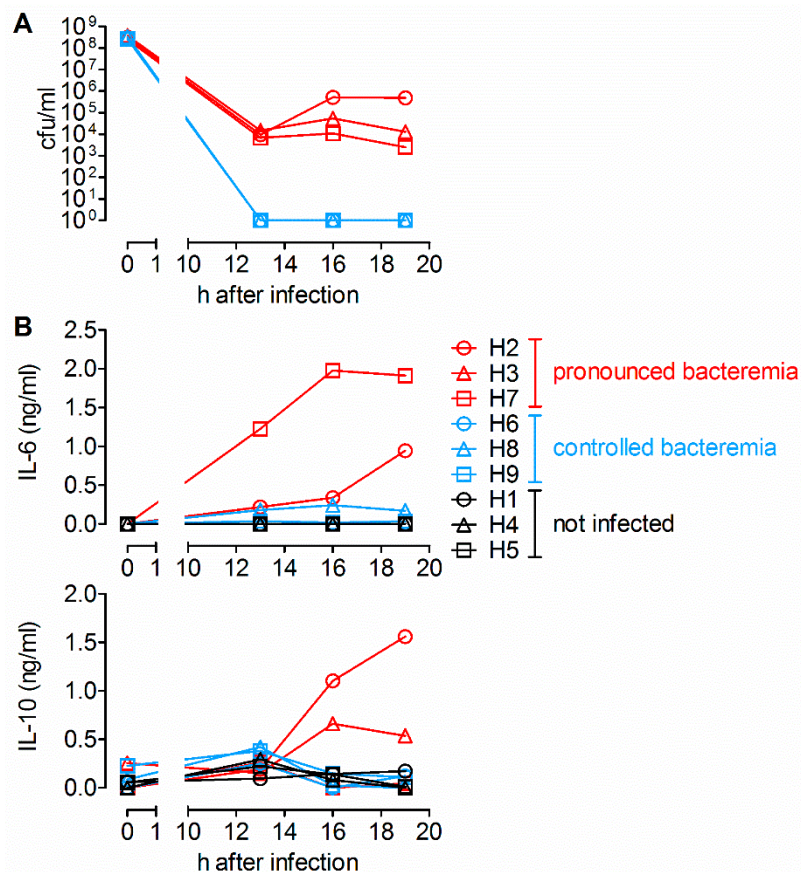 A
10⁹
10⁸
10⁷
10⁶
10⁵
10⁴
10³
10²
10¹
10⁰
cfu/ml
0 1 10 12 14 16 18 20
h after infection
B
2.5
2.0
1.5
1.0
0.5
0.0
IL-6 (ng/ml)
0 1 10 12 14 16 18 20
H2
H3
H7
pronounced bacteremia
H6
H8
H9
controlled bacteremia
H1
H4
H5
not infected
2.0
1.5
1.0
0.5
0.0
IL-10 (ng/ml)
0 1 10 12 14 16 18 20
h after infection